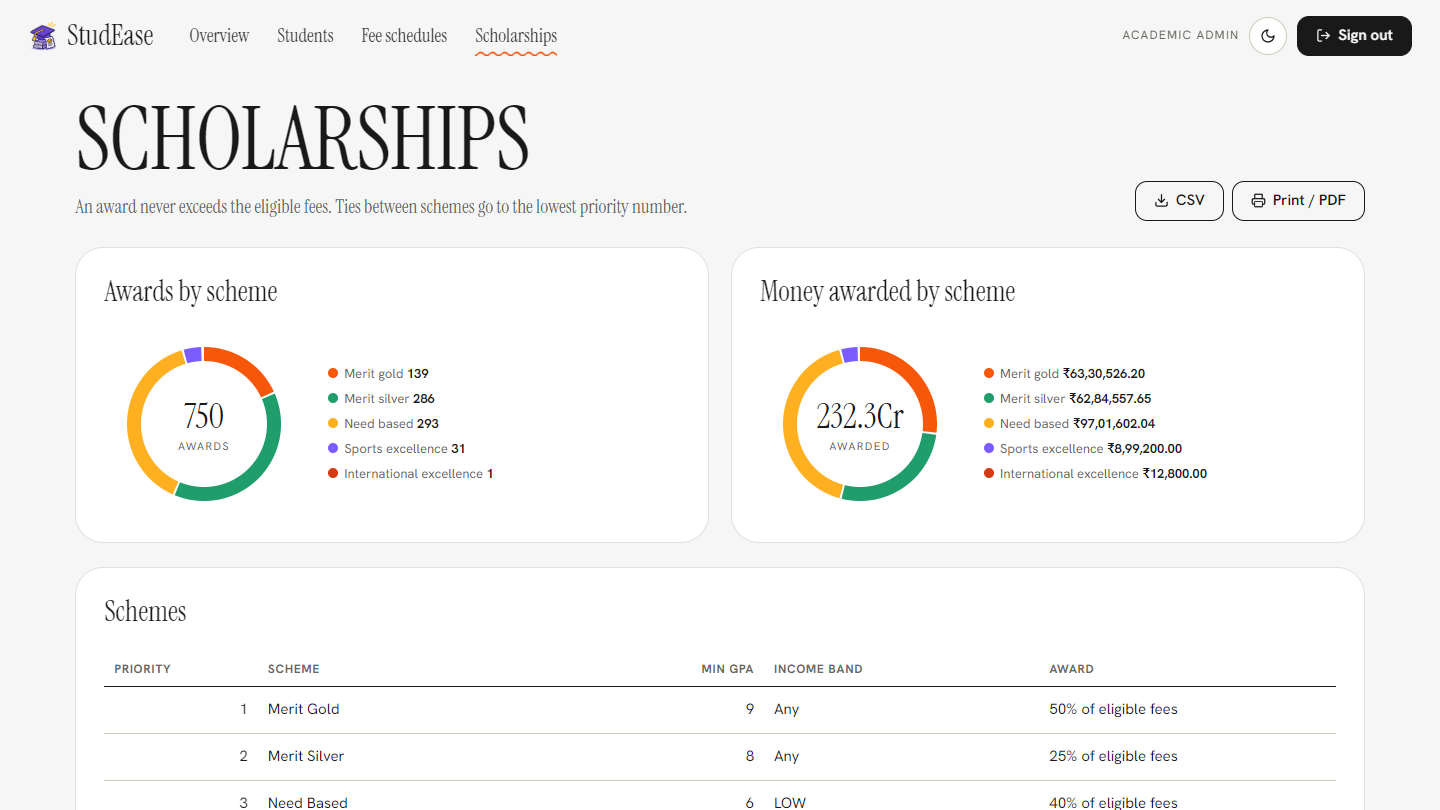 StudEase Overview Students Fee schedules Scholarships ACADEMIC ADMIN Sign out
SCHOLARSHIPS
An award never exceeds the eligible fees. Ties between schemes go to the lowest priority number.
CSV Print / PDF
Awards by scheme
750
AWARDS
Merit gold 139
Merit silver 286
Need based 293
Sports excellence 31
International excellence 1
Money awarded by scheme
232.3Cr
AWARDED
Merit gold ₹63,30,526.20
Merit silver ₹62,84,557.65
Need based ₹97,01,602.04
Sports excellence ₹8,99,200.00
International excellence ₹12,800.00
Schemes
PRIORITY SCHEME MIN GPA INCOME BAND AWARD
1 Merit Gold 9 Any 50% of eligible fees
2 Merit Silver 8 Any 25% of eligible fees
3 Need Based 6 LOW 40% of eligible fees